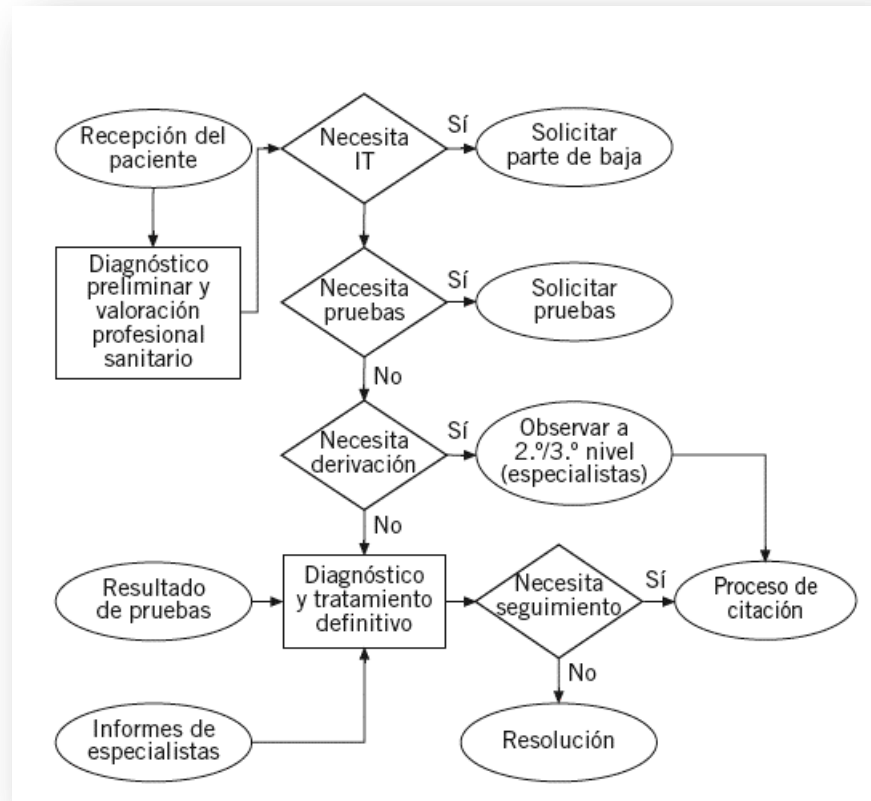 Recepción del
paciente
Necesita
IT
Sí
Solicitar
parte de baja
Diagnóstico
preliminar y
valoración
profesional
sanitario
Necesita
pruebas
Sí
Solicitar
pruebas
No
Necesita
derivación
Sí
Observar a
2.º/3.º nivel
(especialistas)
No
Resultado
de pruebas
Diagnóstico
y tratamiento
definitivo
Necesita
seguimiento
Sí
Proceso de
citación
No
Informes de
especialistas
Resolución